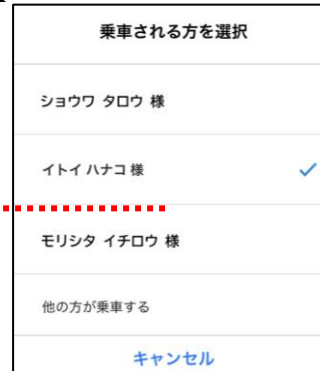 乗車される方を選択
ショウワ タロウ 様
イトイ ハナコ 様
モリシタ イチロウ 様
他の方が乗車する
キャンセル